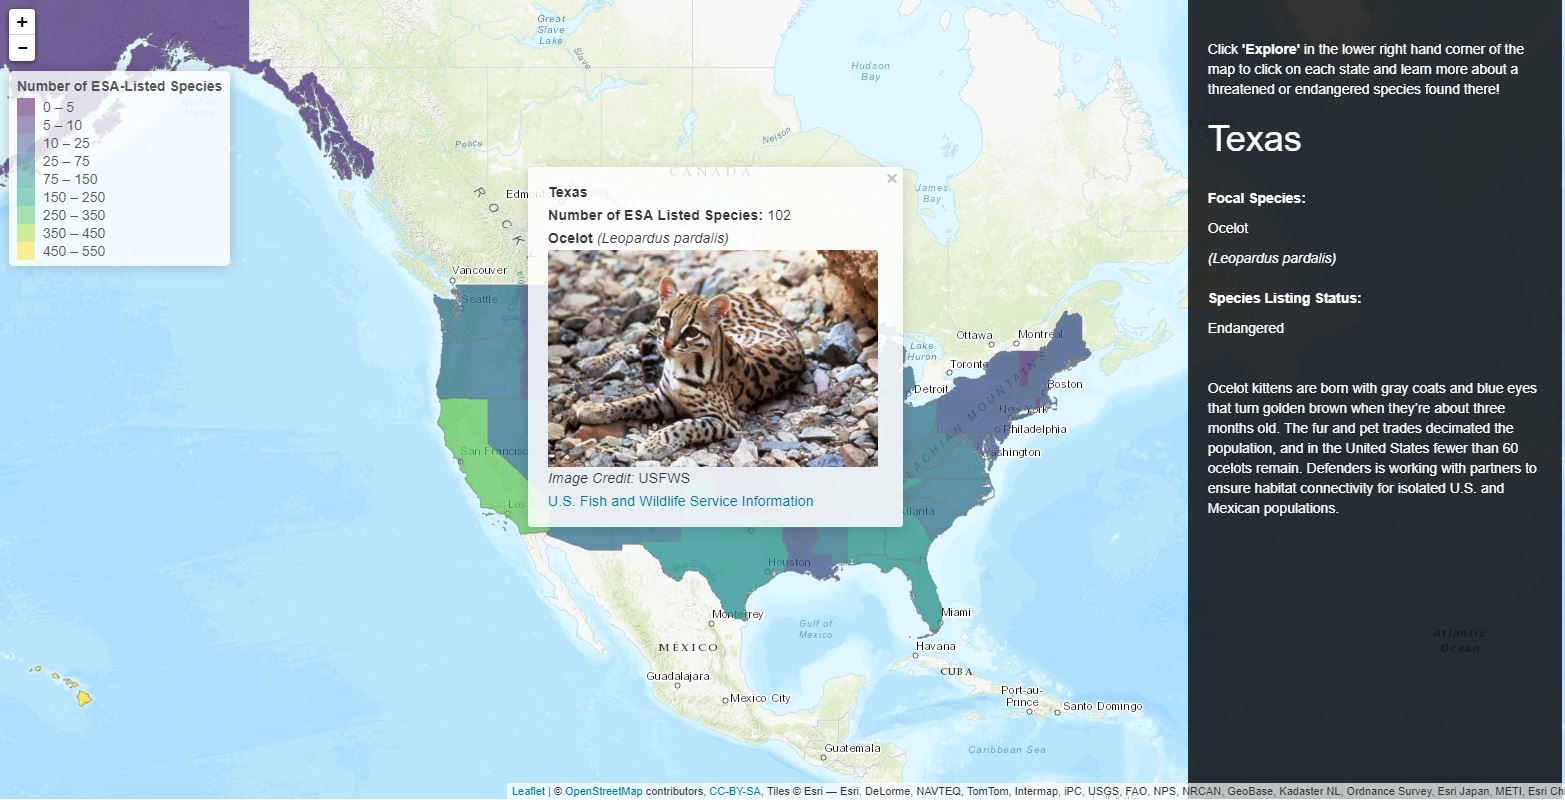 +
−
Number of ESA-Listed Species
0 – 5
5 – 10
10 – 25
25 – 75
75 – 150
150 – 250
250 – 350
350 – 450
450 – 550
Gulf of
Alaska
Great
Slave
Lake
Slave
Hudson
Bay
Peace
Nelson
CANADA
James
Bay
Edmonton
ROCK
Vancouver
Seattle
San Francisco
Los
Texas
×
Number of ESA Listed Species: 102
Ocelot (Leopardus pardalis)
Image Credit: USFWS
U.S. Fish and Wildlife Service Information
Ottawa
Montreal
Lake
Huron
Toronto
Detroit
Boston
New York
Philadelphia
Washington
APPALACHIAN MOUNTAINS
Atlanta
Houston
Rio Grande
Monterrey
Gulf of
Mexico
Miami
Havana
MÉXICO
CUBA
Guadalajara
Mexico City
Port-au-
Prince
Santo Domingo
Guatemala
Caribbean Sea
Click 'Explore' in the lower right hand corner of the
map to click on each state and learn more about a
threatened or endangered species found there!
Texas
Focal Species:
Ocelot
(Leopardus pardalis)
Species Listing Status:
Endangered
Ocelot kittens are born with gray coats and blue eyes
that turn golden brown when they're about three
months old. The fur and pet trades decimated the
population, and in the United States fewer than 60
ocelots remain. Defenders is working with partners to
ensure habitat connectivity for isolated U.S. and
Mexican populations.
Atlantic
Ocean
Leaflet | © OpenStreetMap contributors, CC-BY-SA, Tiles © Esri — Esri, DeLorme, NAVTEQ, TomTom, Intermap, iPC, USGS, FAO, NPS, NRCAN, GeoBase, Kadaster NL, Ordnance Survey, Esri Japan, METI, Esri Ch